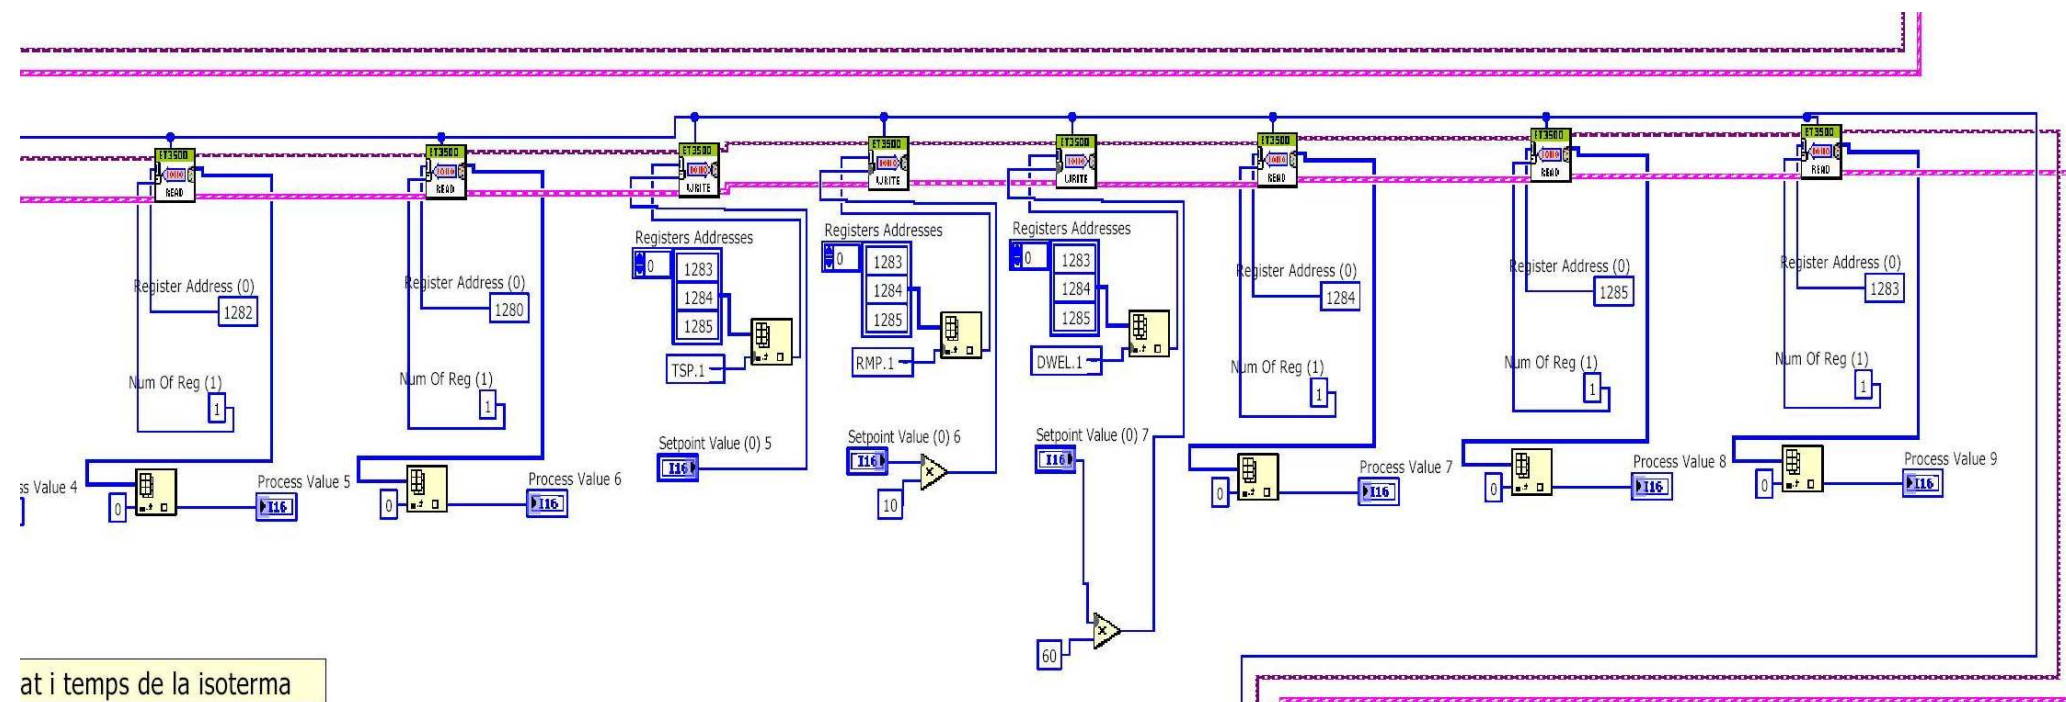 ET3500
READ
ET3500
READ
ET3500
WRITE
ET3500
WRITE
ET3500
WRITE
ET3500
READ
ET3500
READ
ET3500
READ
Register Address (0)
1282
Num Of Reg (1)
1
Register Address (0)
1280
Num Of Reg (1)
1
Registers Addresses
0
1283
1284
1285
TSP.1
Registers Addresses
0
1283
1284
1285
RMP.1
Registers Addresses
0
1283
1284
1285
DWEL.1
Register Address (0)
1284
Num Of Reg (1)
1
Register Address (0)
1285
Num Of Reg (1)
1
Register Address (0)
1283
Num Of Reg (1)
1
ss Value 4
0
Process Value 5
I16
0
Process Value 6
I16
Setpoint Value (0) 5
I16
Setpoint Value (0) 6
I16
x
10
Setpoint Value (0) 7
I16
x
60
0
Process Value 7
I16
0
Process Value 8
I16
0
Process Value 9
I16
at i temps de la isoterma